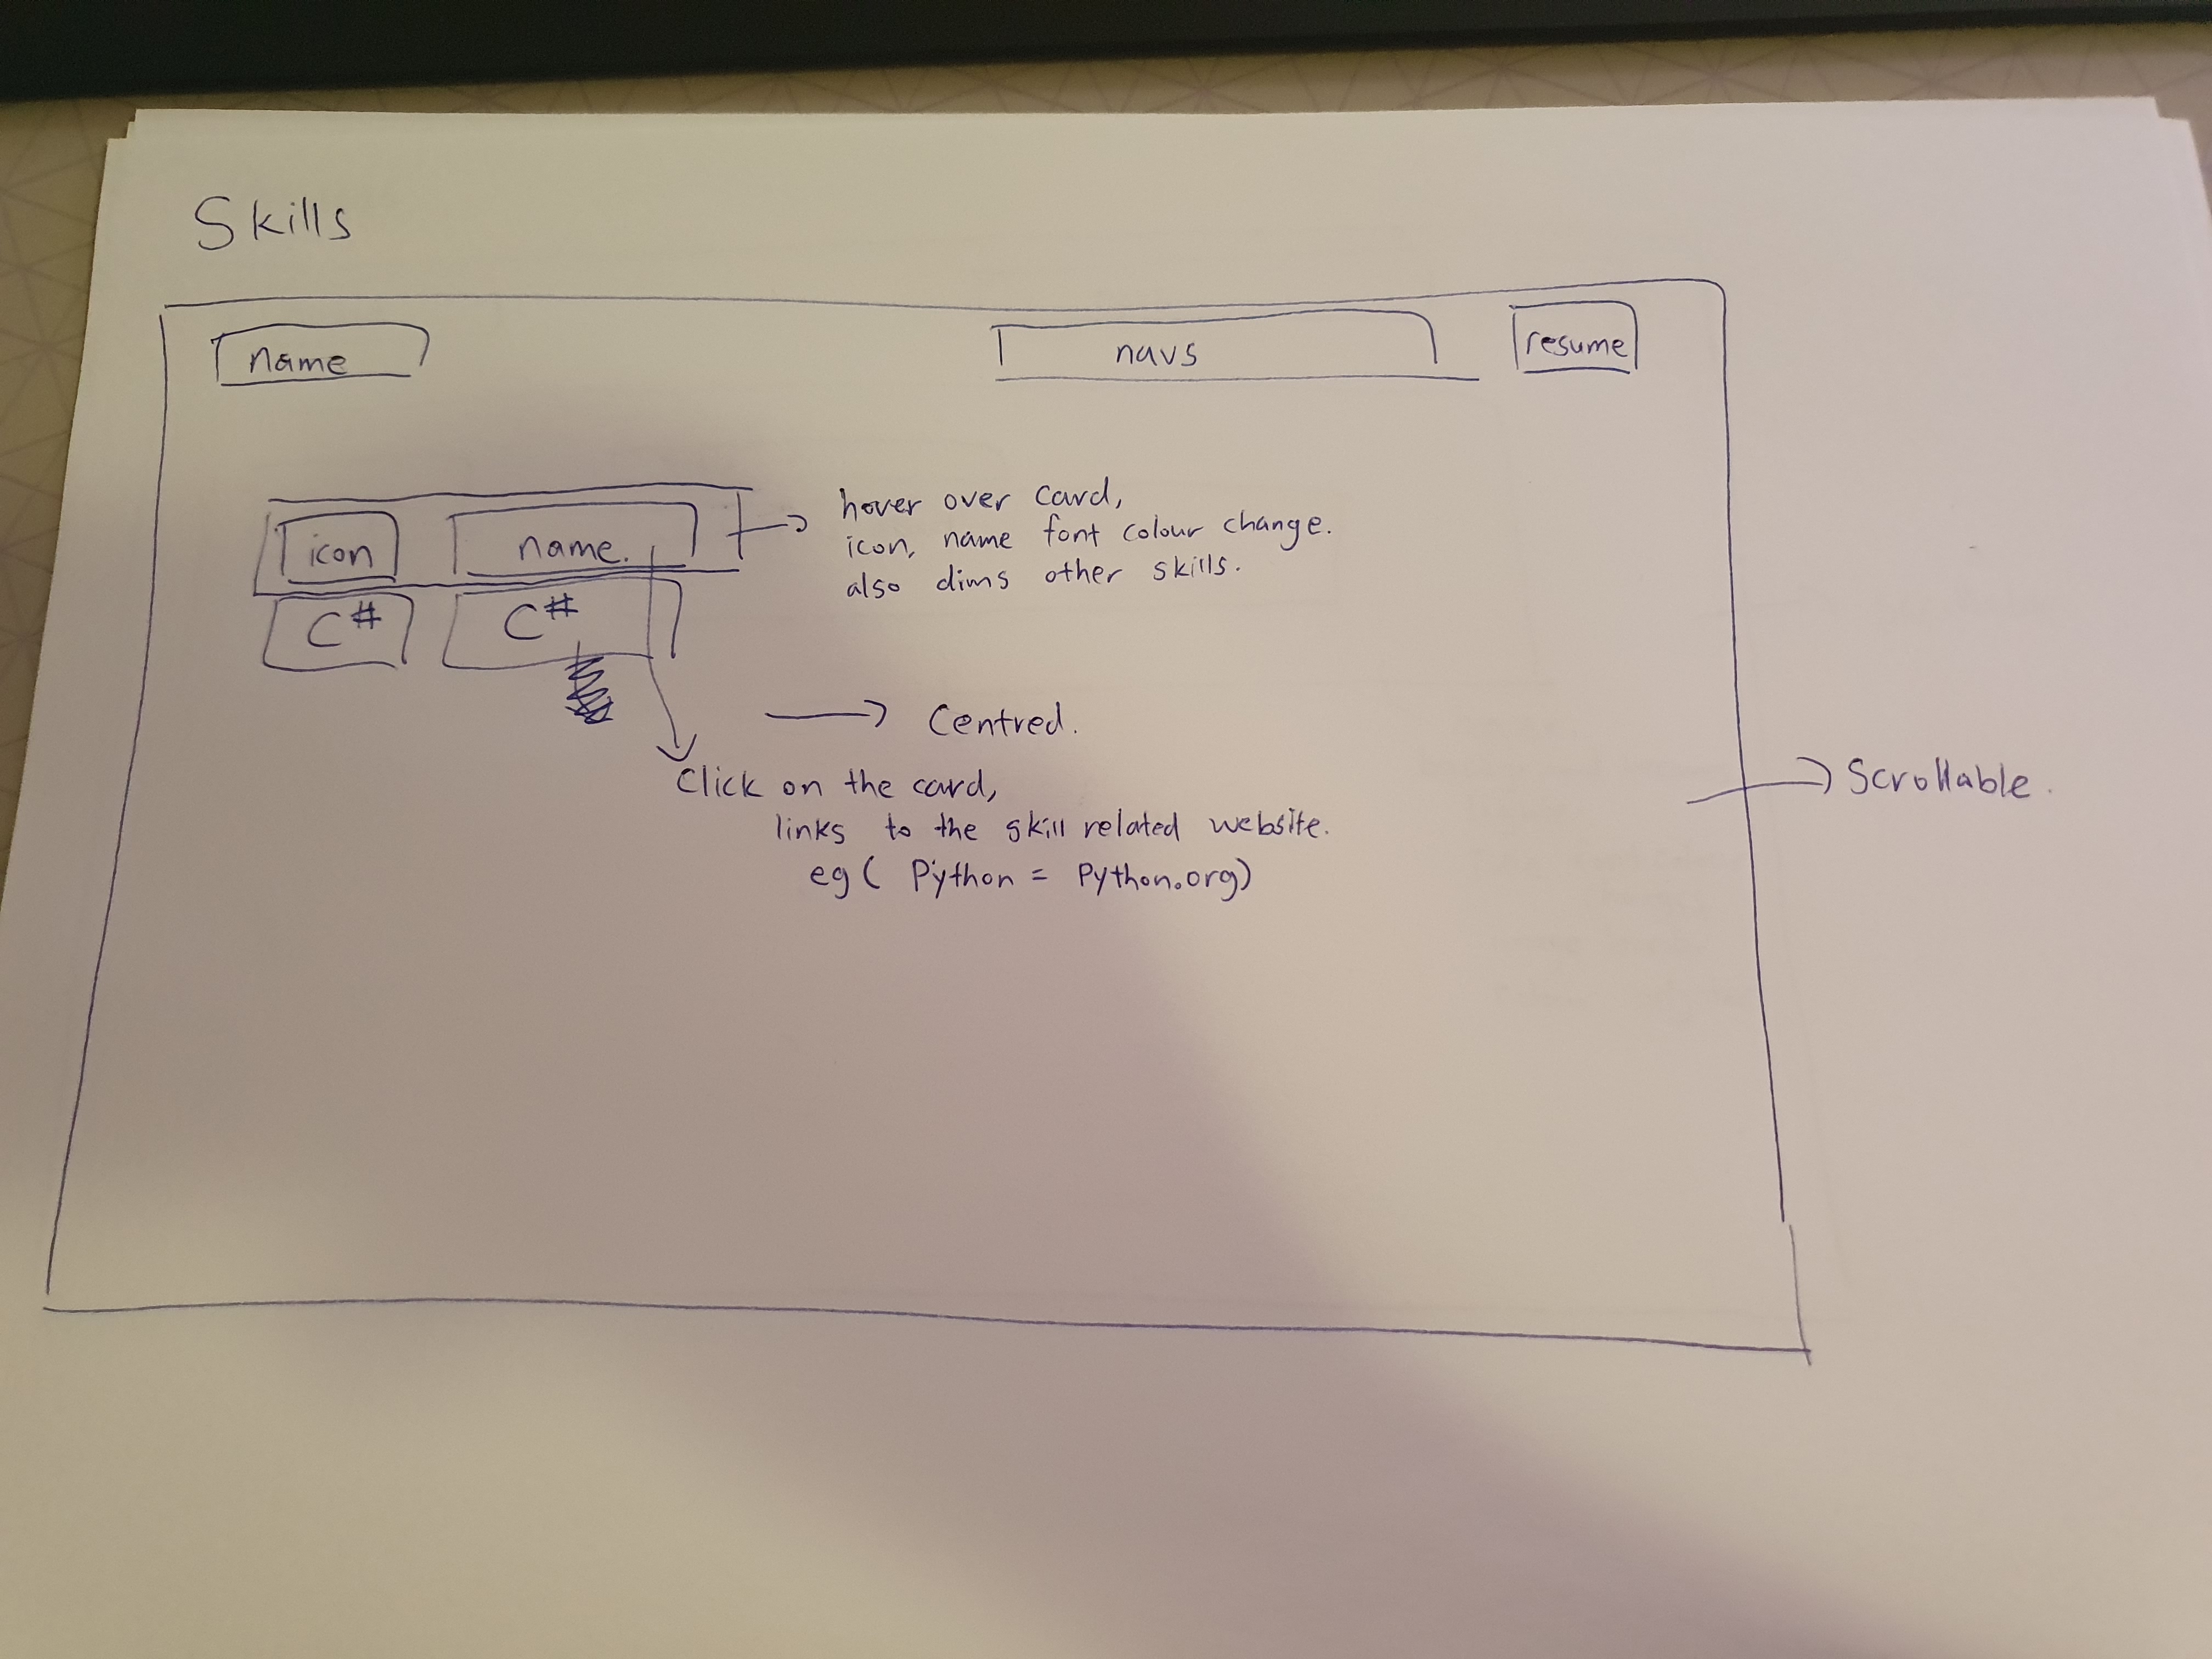 Skills
name
navs
resume
icon
name.
hover over card,
icon, name font colour change.
also dims other skills.
C#
C#
Centred.
Click on the card,
links to the skill related website.
eg ( Python = Python.org)
Scrollable.